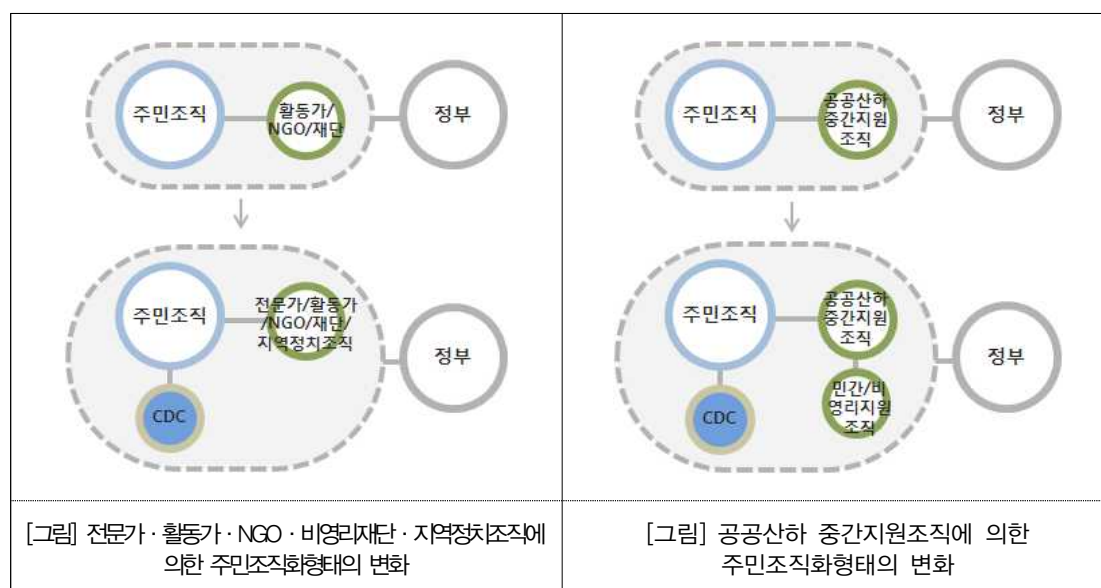 주민조직
활동가/
NGO/재단
정부
주민조직
전문가/활동가
/NGO/재단/
지역정치조직
정부
CDC
[그림] 전문가 · 활동가 · NGO · 비영리재단 · 지역정치조직에
의한 주민조직화형태의 변화
주민조직
공공산하
중간지원
조직
정부
주민조직
공공산하
중간지원
조직
정부
CDC
민간/비
영리지원
조직
[그림] 공공산하 중간지원조직에 의한
주민조직화형태의 변화